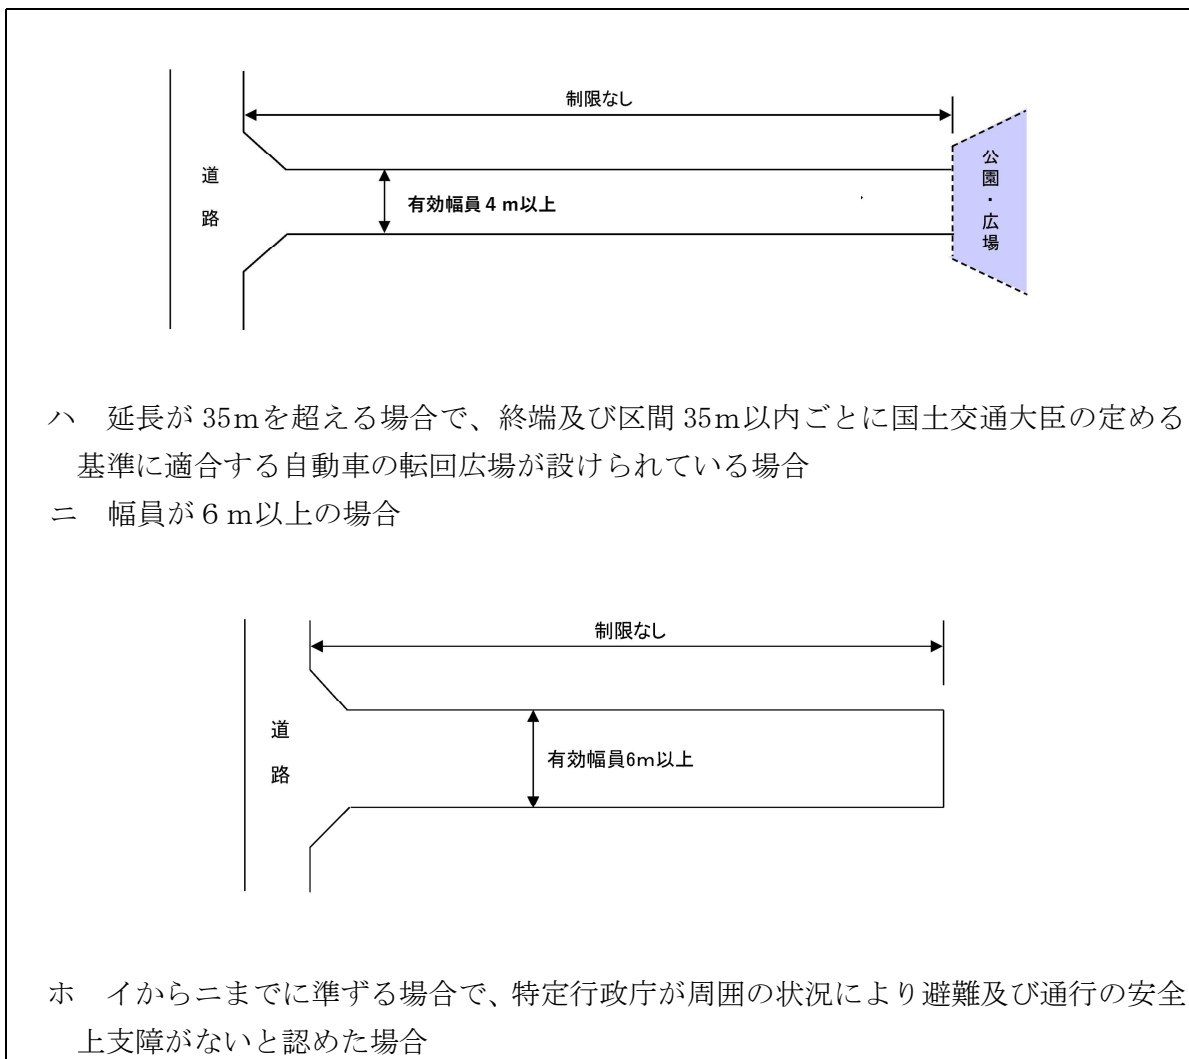 制限なし
道路
有効幅員４ｍ以上
公園・広場
ハ　延長が 35ｍを超える場合で、終端及び区間 35ｍ以内ごとに国土交通大臣の定める
基準に適合する自動車の転回広場が設けられている場合
ニ　幅員が６ｍ以上の場合
制限なし
道路
有効幅員6ｍ以上
ホ　イからニまでに準ずる場合で、特定行政庁が周囲の状況により避難及び通行の安全
上支障がないと認めた場合